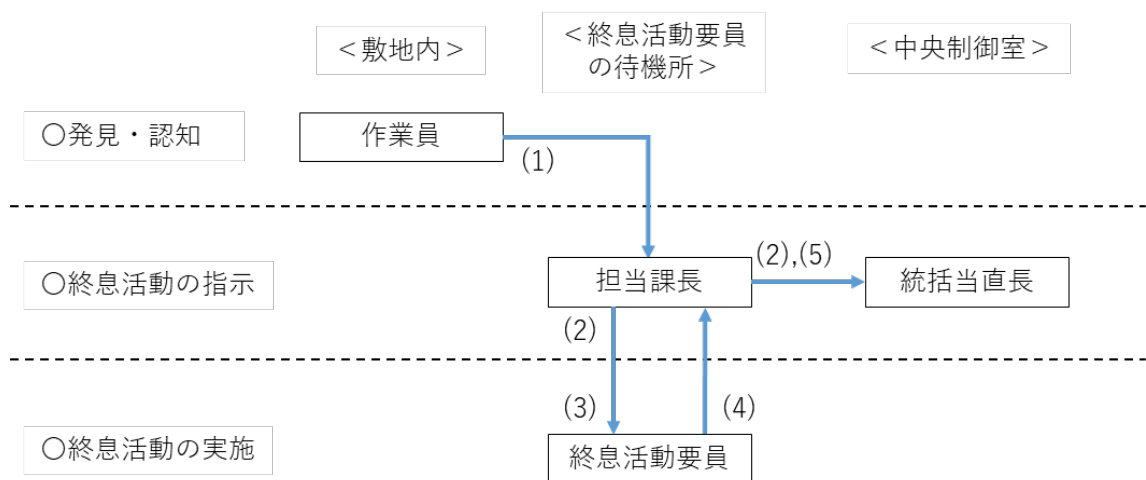 ＜敷地内＞
＜終息活動要員
の待機所＞
＜中央制御室＞
〇発見・認知
作業員
(1)
〇終息活動の指示
担当課長
(2),(5)
統括当直長
(2)
(3)
(4)
〇終息活動の実施
終息活動要員